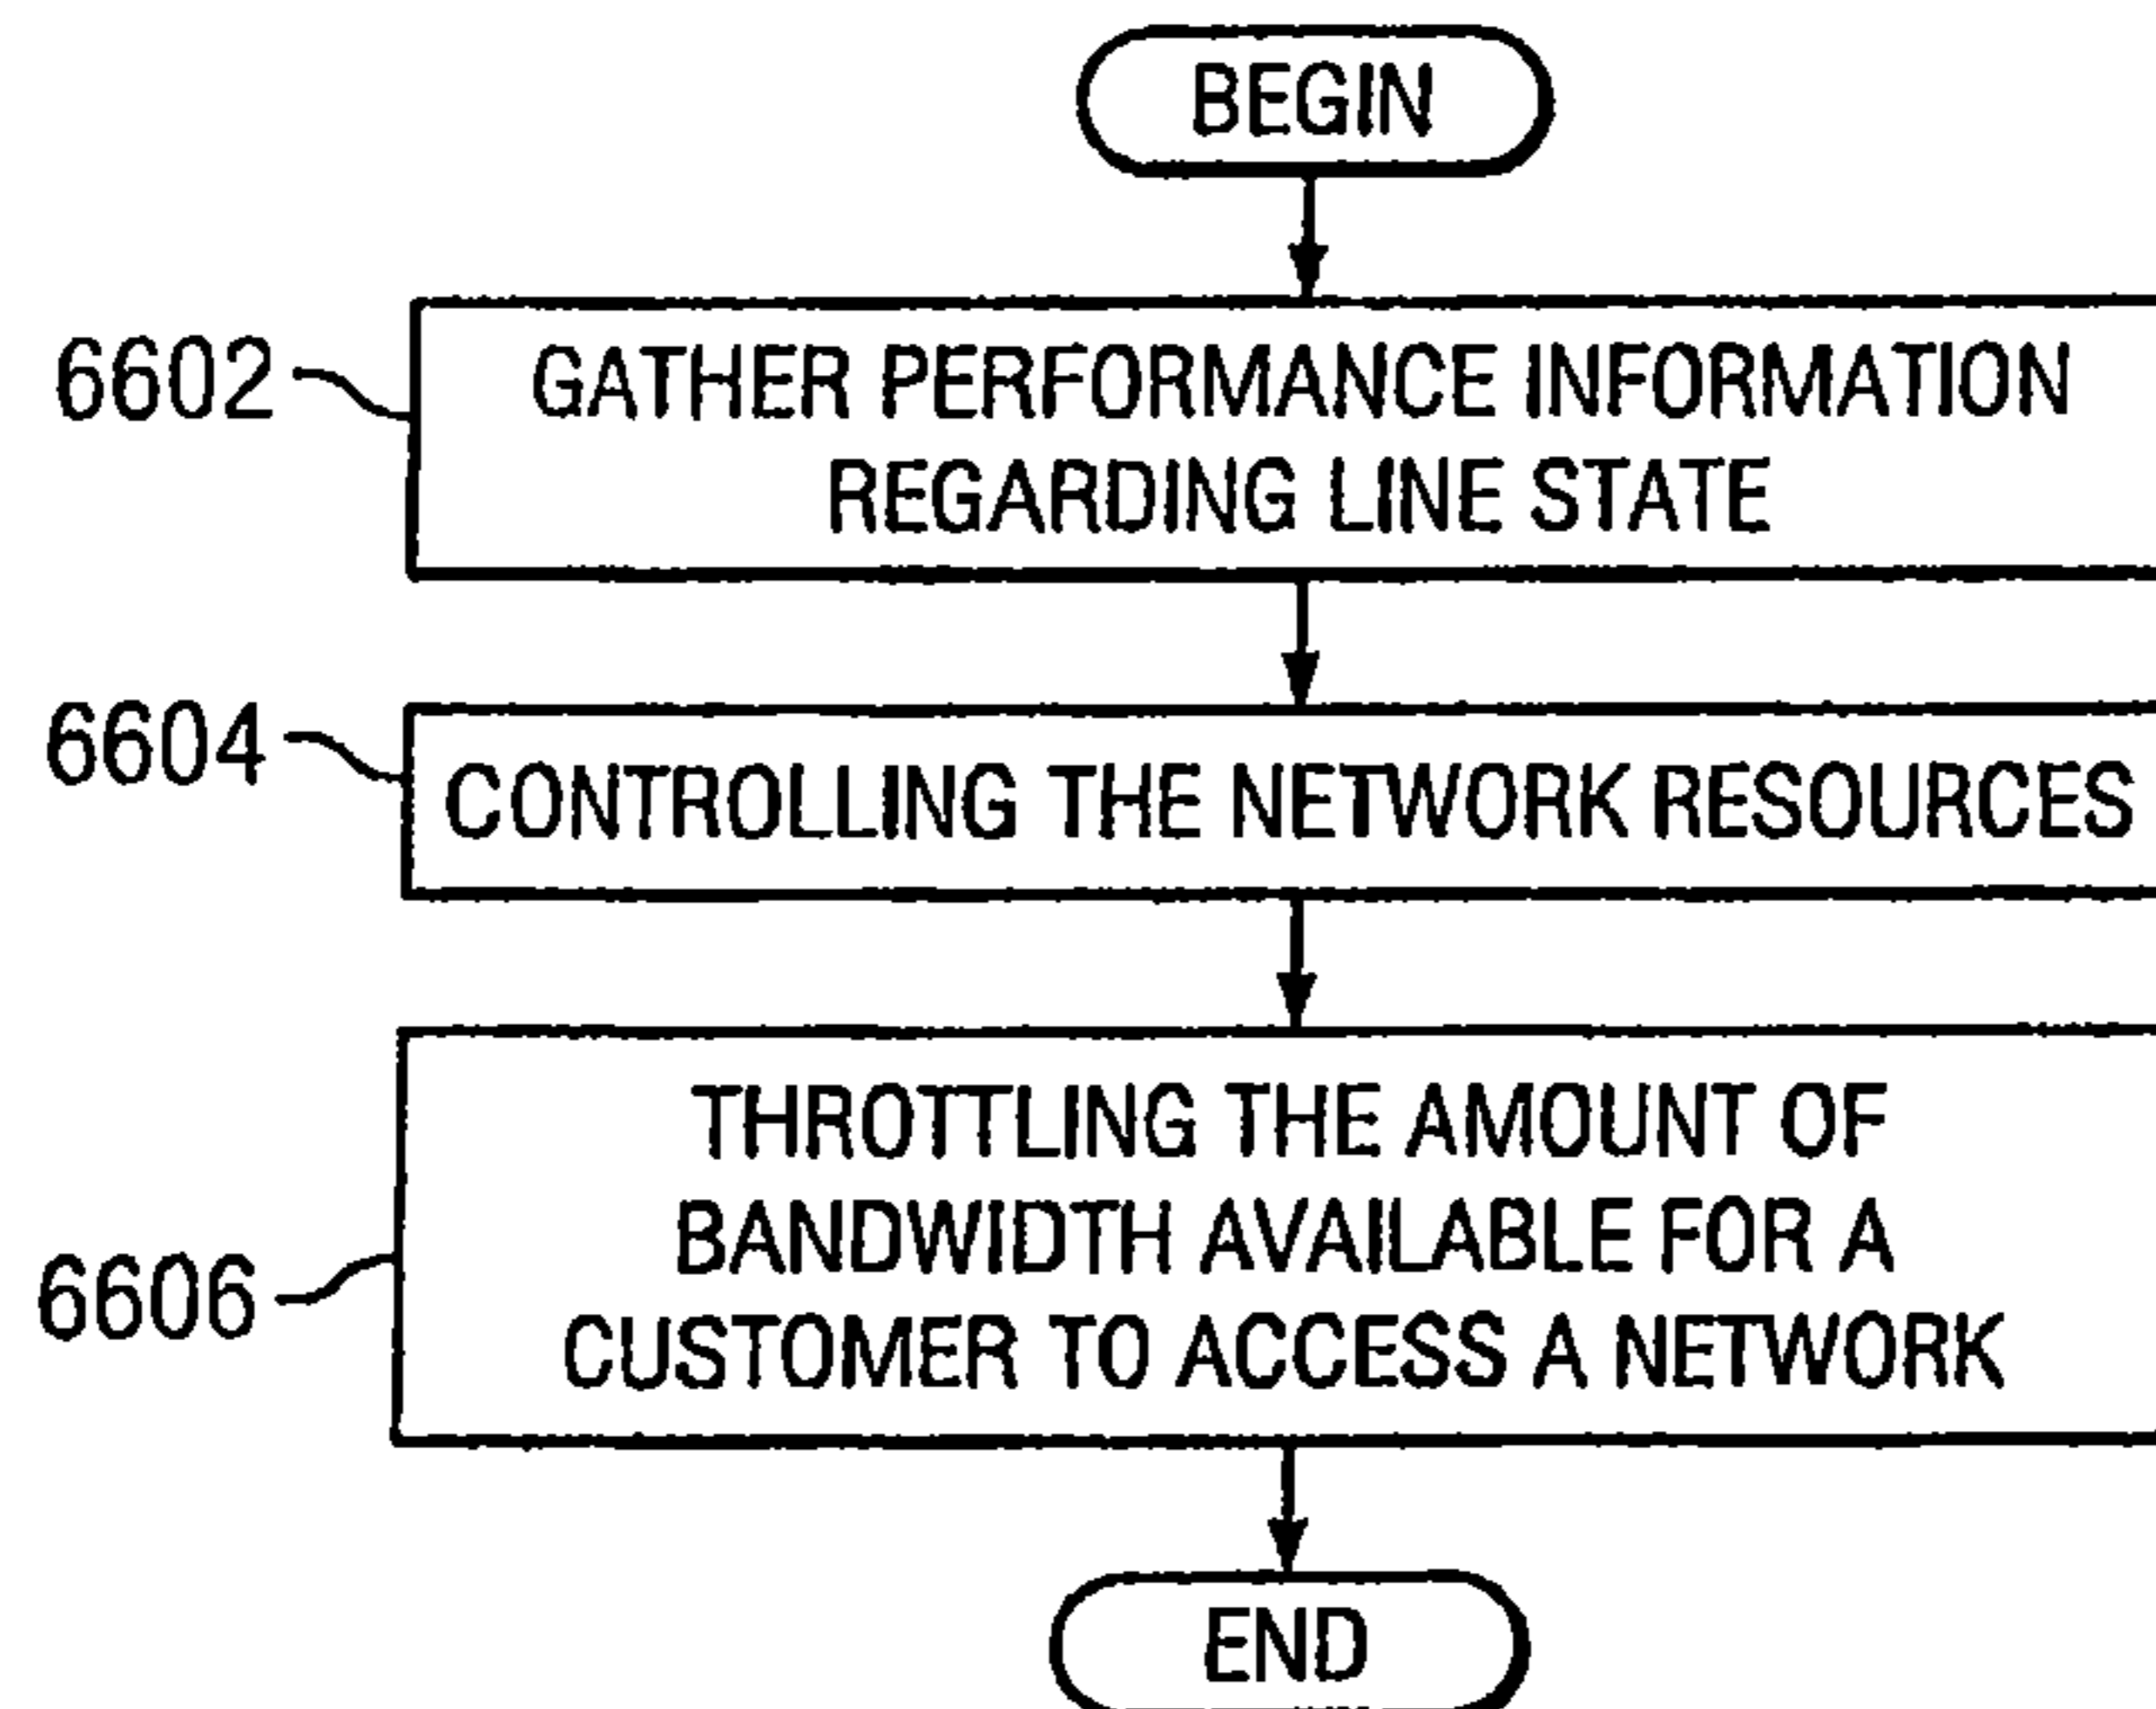 BEGIN
6602
GATHER PERFORMANCE INFORMATION
REGARDING LINE STATE
6604
CONTROLLING THE NETWORK RESOURCES
THROTTLING THE AMOUNT OF
BANDWIDTH AVAILABLE FOR A
6606
CUSTOMER TO ACCESS A NETWORK
END